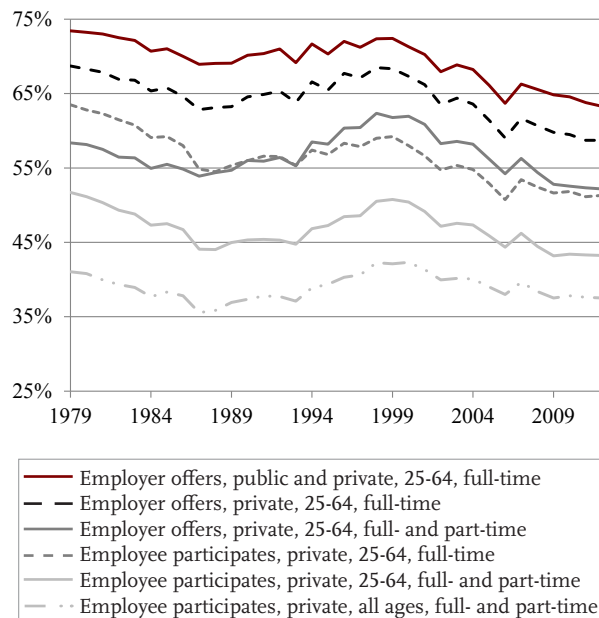 75%
65%
55%
45%
35%
25%
1979 1984 1989 1994 1999 2004 2009
Employer offers, public and private, 25-64, full-time
Employer offers, private, 25-64, full-time
Employer offers, private, 25-64, full- and part-time
Employee participates, private, 25-64, full-time
Employee participates, private, 25-64, full- and part-time
Employee participates, private, all ages, full- and part-time